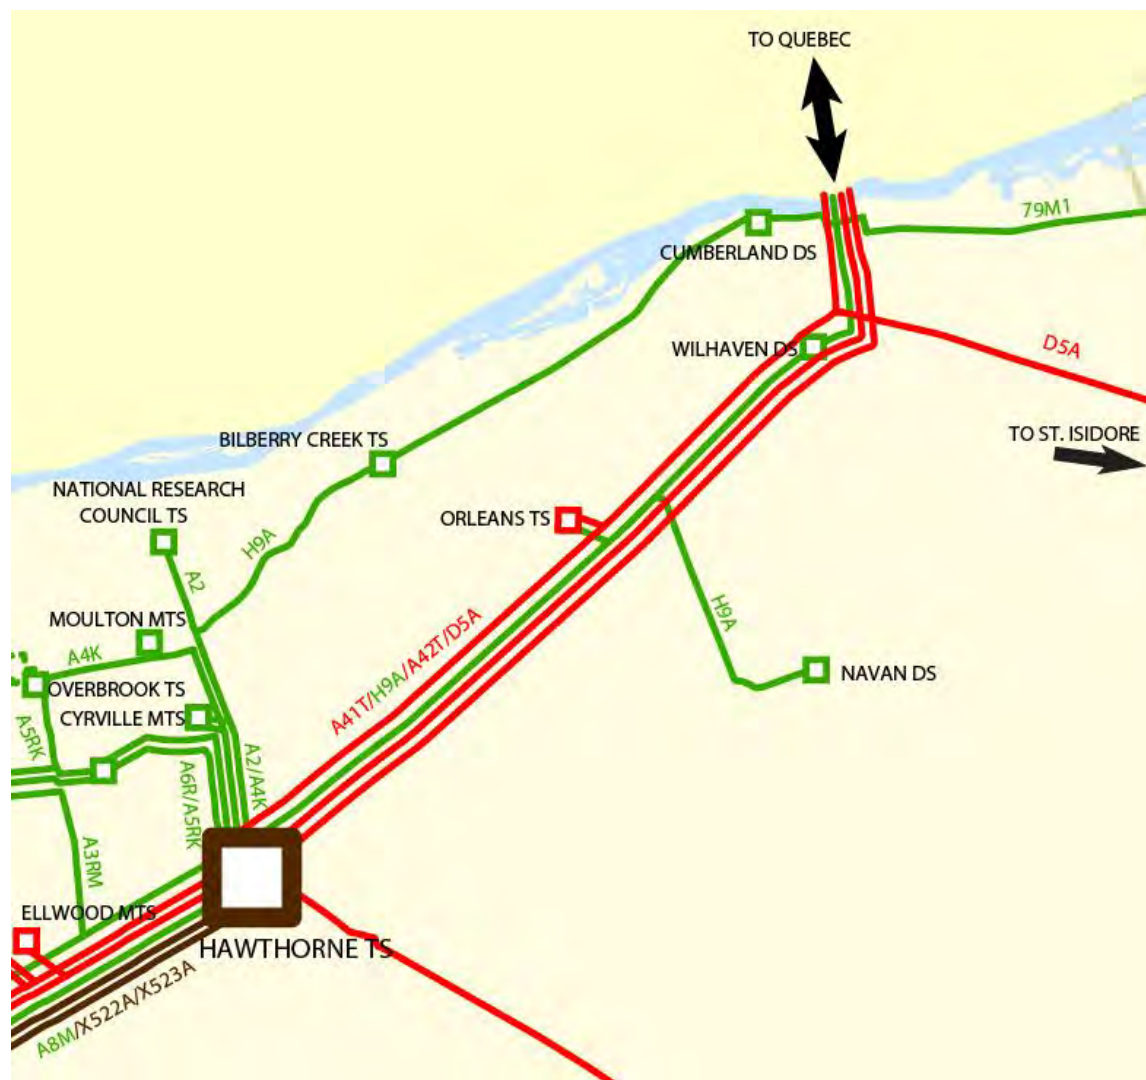 TO QUEBEC
79M1
CUMBERLAND DS
WILHAVEN DS
D5A
TO ST. ISIDORE
BILBERRY CREEK TS
NATIONAL RESEARCH
COUNCIL TS
ORLEANS TS
H9A
A2
H9A
MOULTON MTS
A4K
OVERBROOK TS
CYRVILLE MTS
A41T/H9A/A42T/D5A
NAVAN DS
A5RK
A2/A4K
A6R/A5RK
A3RM
ELLWOOD MTS
HAWTHORNE TS
A8M/X522A/X523A